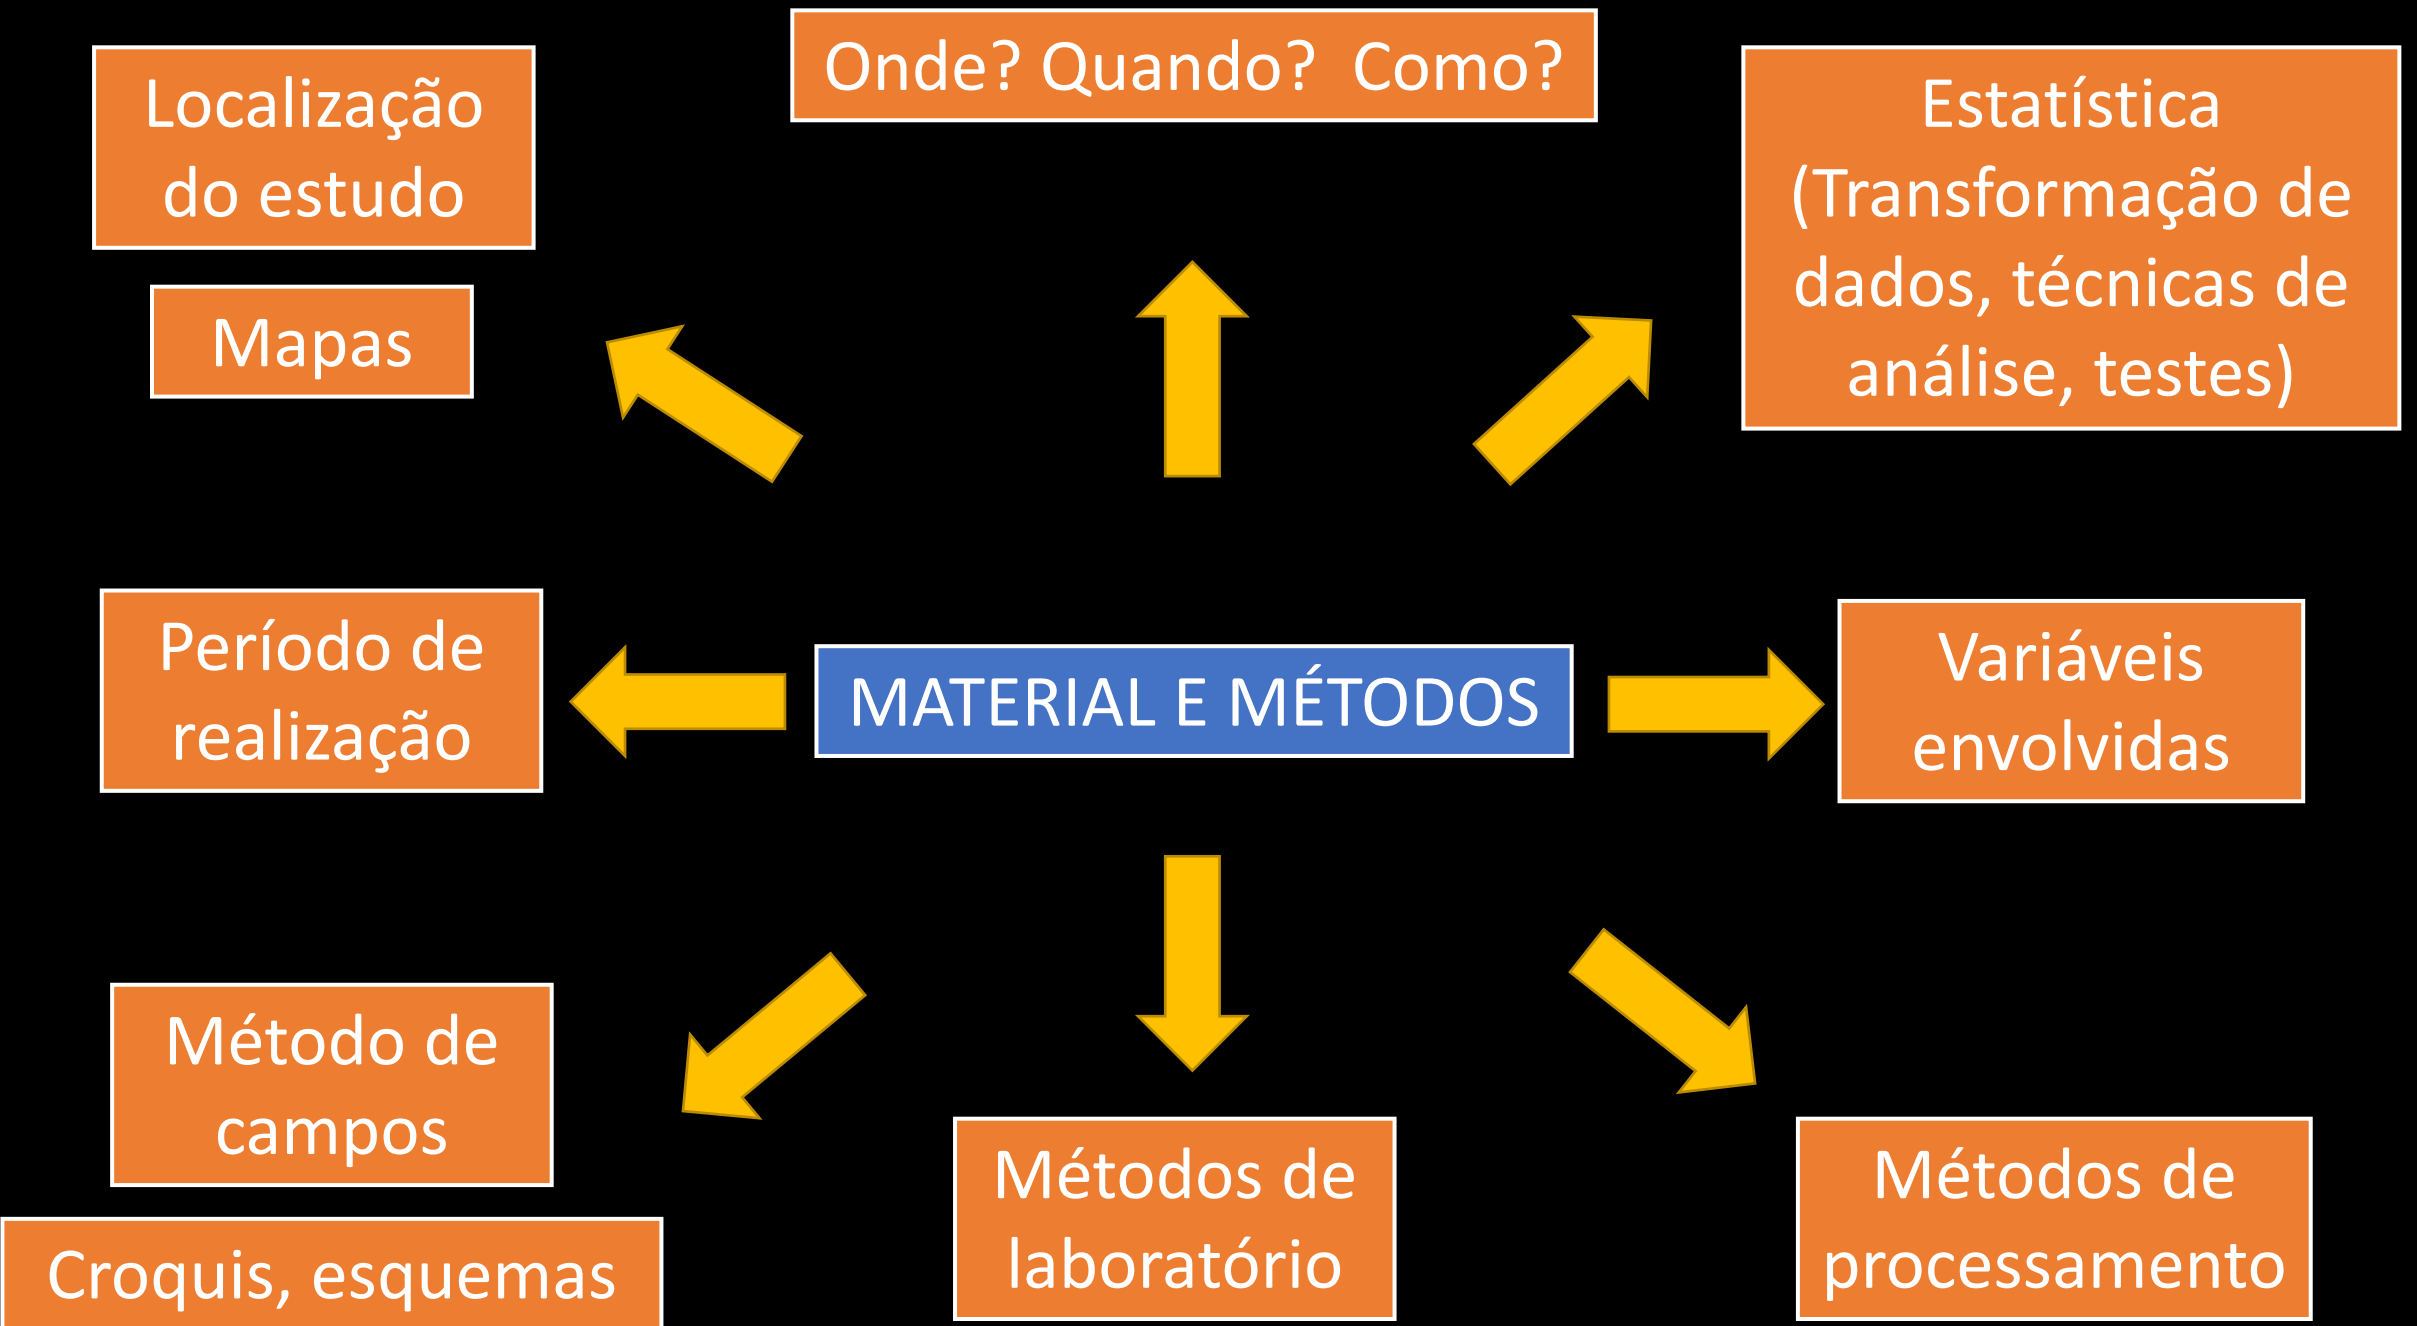 Onde? Quando? Como?
Localização
do estudo
Mapas
Estatística
(Transformação de
dados, técnicas de
análise, testes)
Período de
realização
MATERIAL E MÉTODOS
Variáveis
envolvidas
Método de
campos
Croquis, esquemas
Métodos de
laboratório
Métodos de
processamento